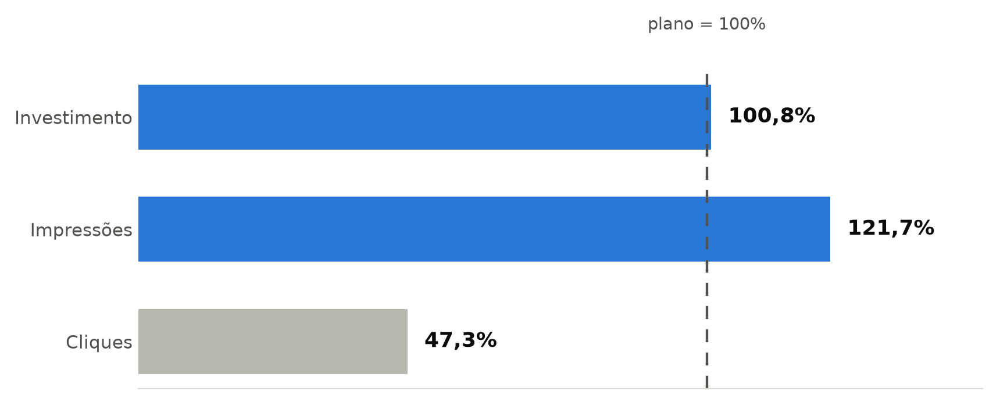 plano = 100%
Investimento 100,8%
Impressões 121,7%
Cliques 47,3%